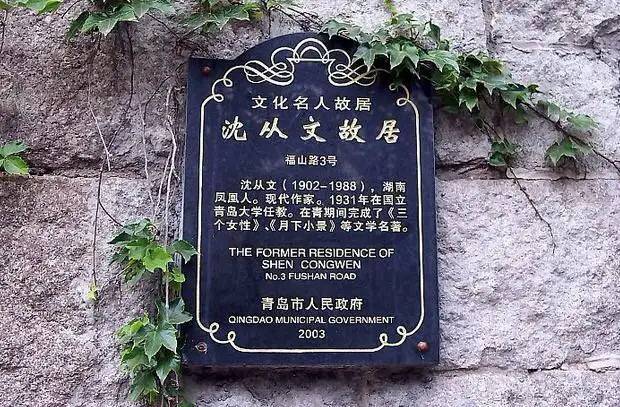 文化名人故居
沈从文故居
福山路3号
沈从文(1902-1988),湖南
凤凰人。现代作家。1931年在国立
青岛大学任教。在青期间完成了《三
个女性》、《月下小景》等文学名著。
THE FORMER RESIDENCE OF
SHEN CONGWEN
No.3 FUSHAN ROAD
青岛市人民政府
QINGDAO MUNICIPAL GOVERNMENT
2003